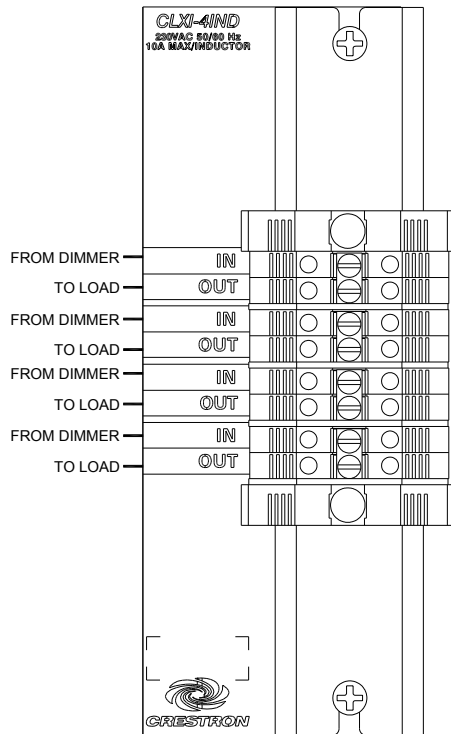 CLXI-4IND
230VAC 50/60 Hz
10A MAX/INDUCTOR
FROM DIMMER IN
TO LOAD OUT
FROM DIMMER IN
TO LOAD OUT
FROM DIMMER IN
TO LOAD OUT
FROM DIMMER IN
TO LOAD OUT
CRESTRON